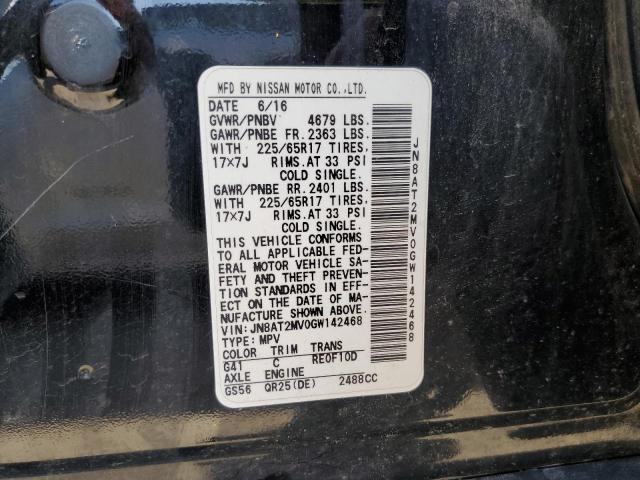 MFD BY NISSAN MOTOR CO.,LTD.
DATE 6/16
GVWR/PNBV 4679 LBS.
GAWR/PNBE FR. 2363 LBS.
WITH 225/65R17 TIRES,
17×7J RIMS.AT 33 PSI
COLD SINGLE.
GAWR/PNBE RR. 2401 LBS.
WITH 225/65R17 TIRES,
17×7J RIMS.AT 33 PSI
COLD SINGLE.
THIS VEHICLE CONFORMS
TO ALL APPLICABLE FED-
ERAL MOTOR VEHICLE SA-
FETY AND THEFT PREVEN-
TION STANDARDS IN EFF-
ECT ON THE DATE OF MA-
NUFACTURE SHOWN ABOVE.
VIN: JN8AT2MV0GW142468
TYPE: MPV
COLOR TRIM TRANS
G41 C RE0F10D
AXLE ENGINE
GS56 QR25(DE) 2488CC
JN8AT2MV0GW142468